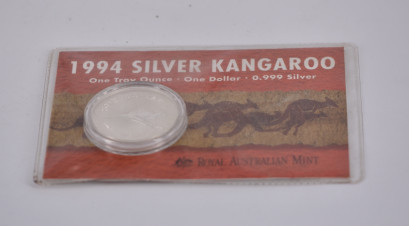 1994 SILVER KANGAROO
One Troy Ounce · One Dollar · 0.999 Silver
ROYAL AUSTRALIAN MINT